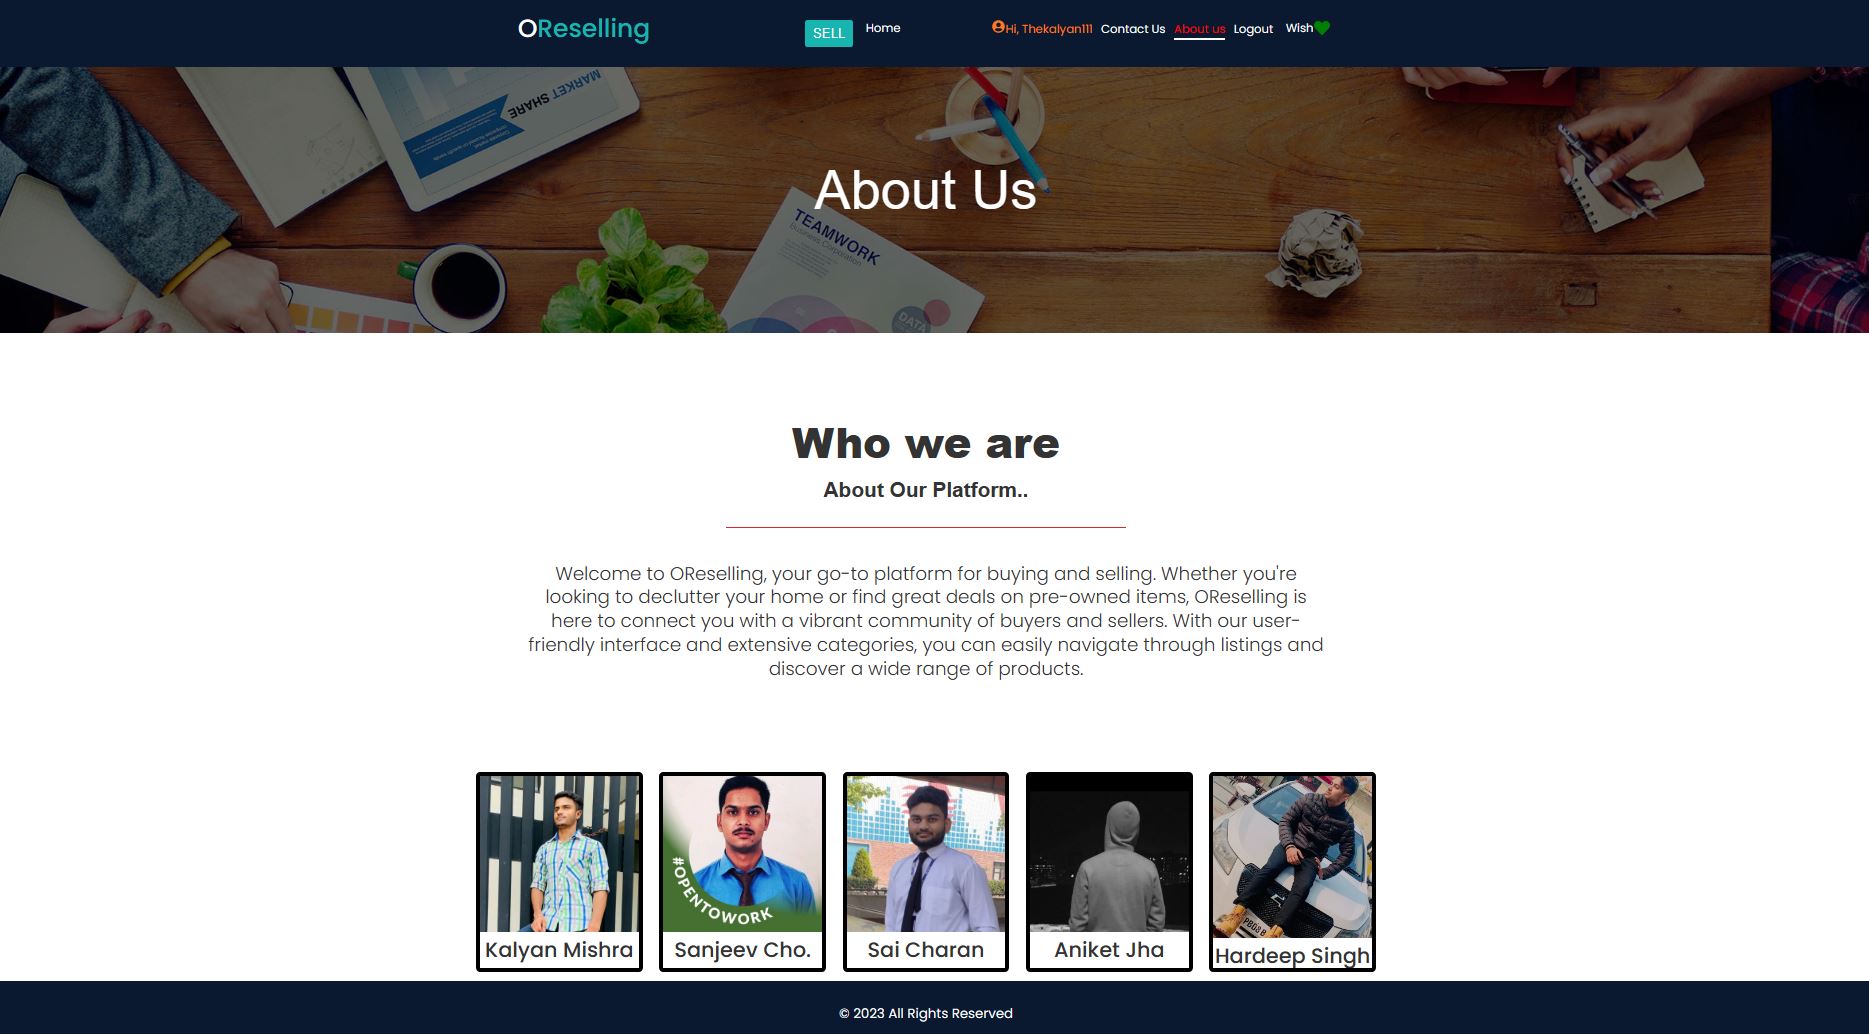 OReselling
SELL
Home
Hi, Thekalyan111
Contact Us
About us
Logout
Wish
MARKET SHARE
About Us
TEAMWORK
Business Corporation
DATA
Who we are
About Our Platform..
Welcome to OReselling, your go-to platform for buying and selling. Whether you're
looking to declutter your home or find great deals on pre-owned items, OReselling is
here to connect you with a vibrant community of buyers and sellers. With our user-
friendly interface and extensive categories, you can easily navigate through listings and
discover a wide range of products.
#OPENTOWORK
Kalyan Mishra
Sanjeev Cho.
Sai Charan
Aniket Jha
Hardeep Singh
© 2023 All Rights Reserved